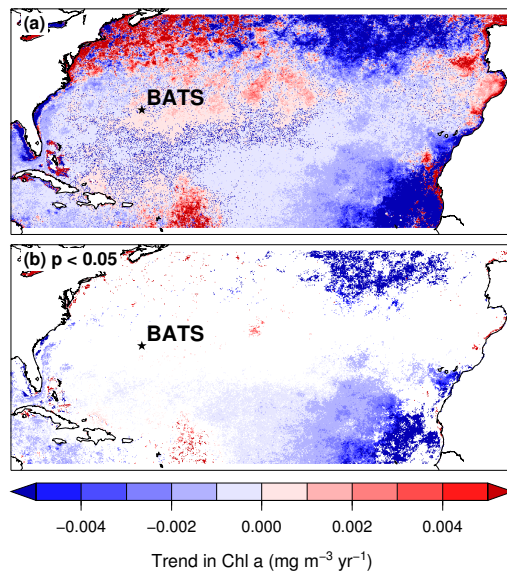 (a)
BATS
(b) p < 0.05
BATS
−0.004 −0.002 0.000 0.002 0.004
Trend in Chl a (mg m⁻³ yr⁻¹)